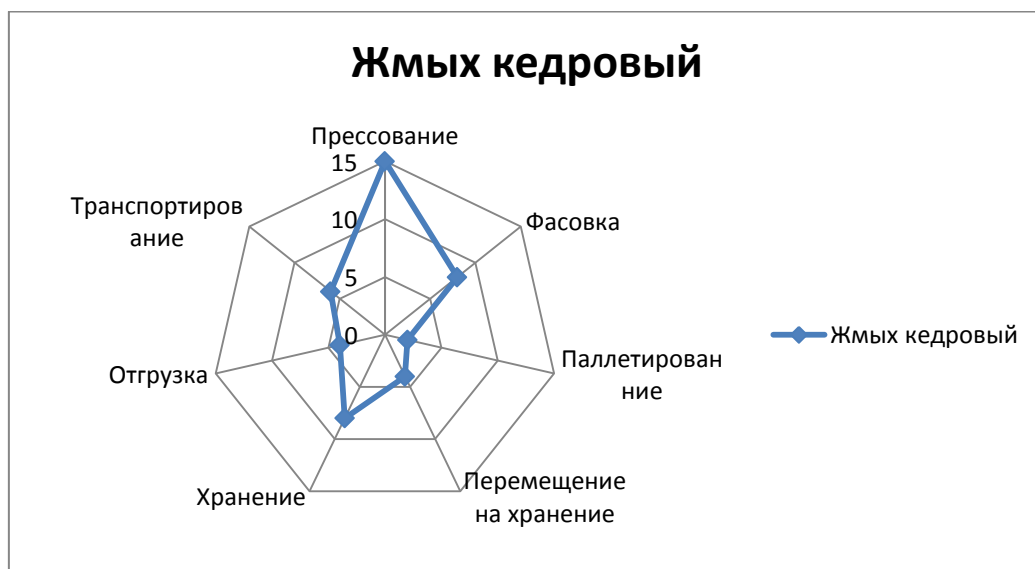 Жмых кедровый
Прессование
15
10
5
0
Фасовка
Паллетирован
ние
Перемещение
на хранение
Хранение
Отгрузка
Транспортиров
ание
Жмых кедровый